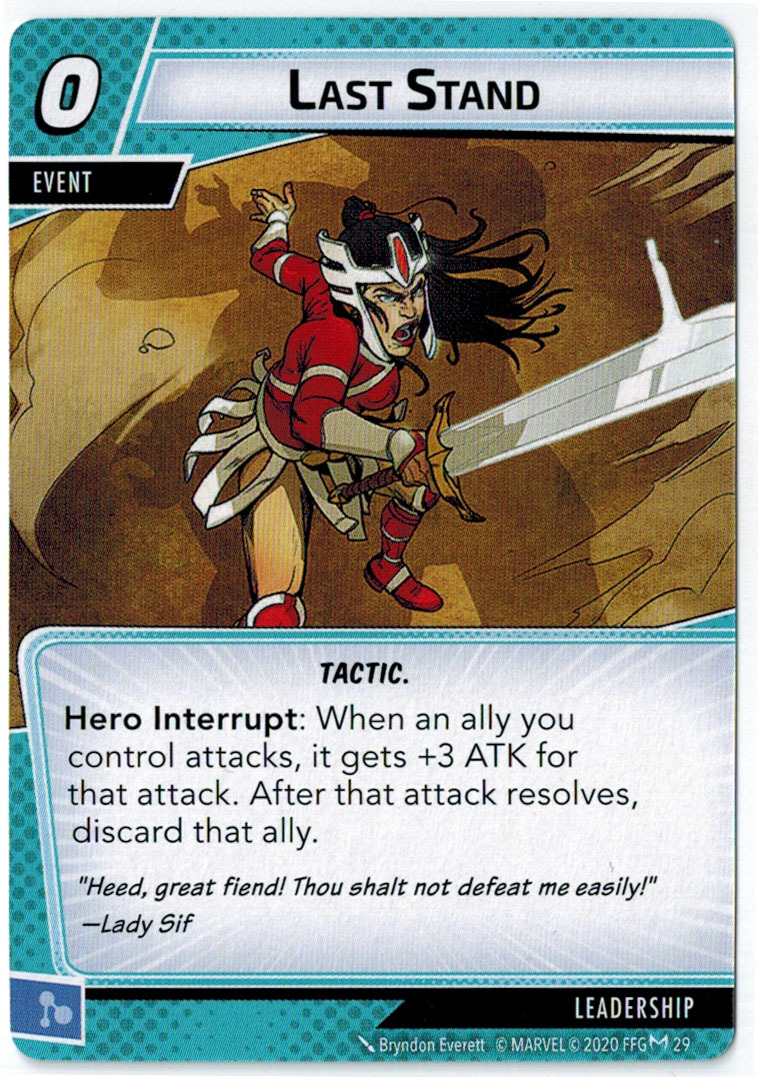 0
LAST STAND
EVENT
TACTIC.
Hero Interrupt: When an ally you
control attacks, it gets +3 ATK for
that attack. After that attack resolves,
discard that ally.
"Heed, great fiend! Thou shalt not defeat me easily!"
—Lady Sif
LEADERSHIP
Bryndon Everett © MARVEL © 2020 FFG 29